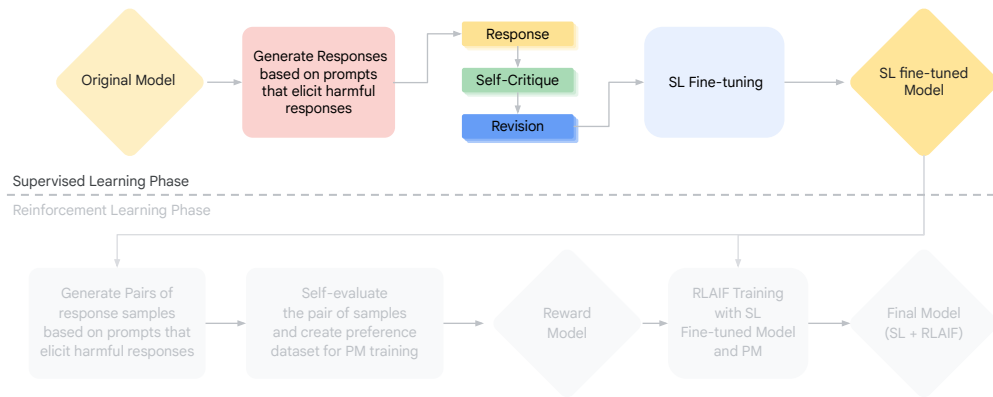 Original Model
Generate Responses
based on prompts
that elicit harmful
responses
Response
Self-Critique
Revision
SL Fine-tuning
SL fine-tuned
Model
Supervised Learning Phase
Reinforcement Learning Phase
Generate Pairs of
response samples
based on prompts that
elicit harmful responses
Self-evaluate
the pair of samples
and create preference
dataset for PM training
Reward
Model
RLAIF Training
with SL
Fine-tuned Model
and PM
Final Model
(SL + RLAIF)